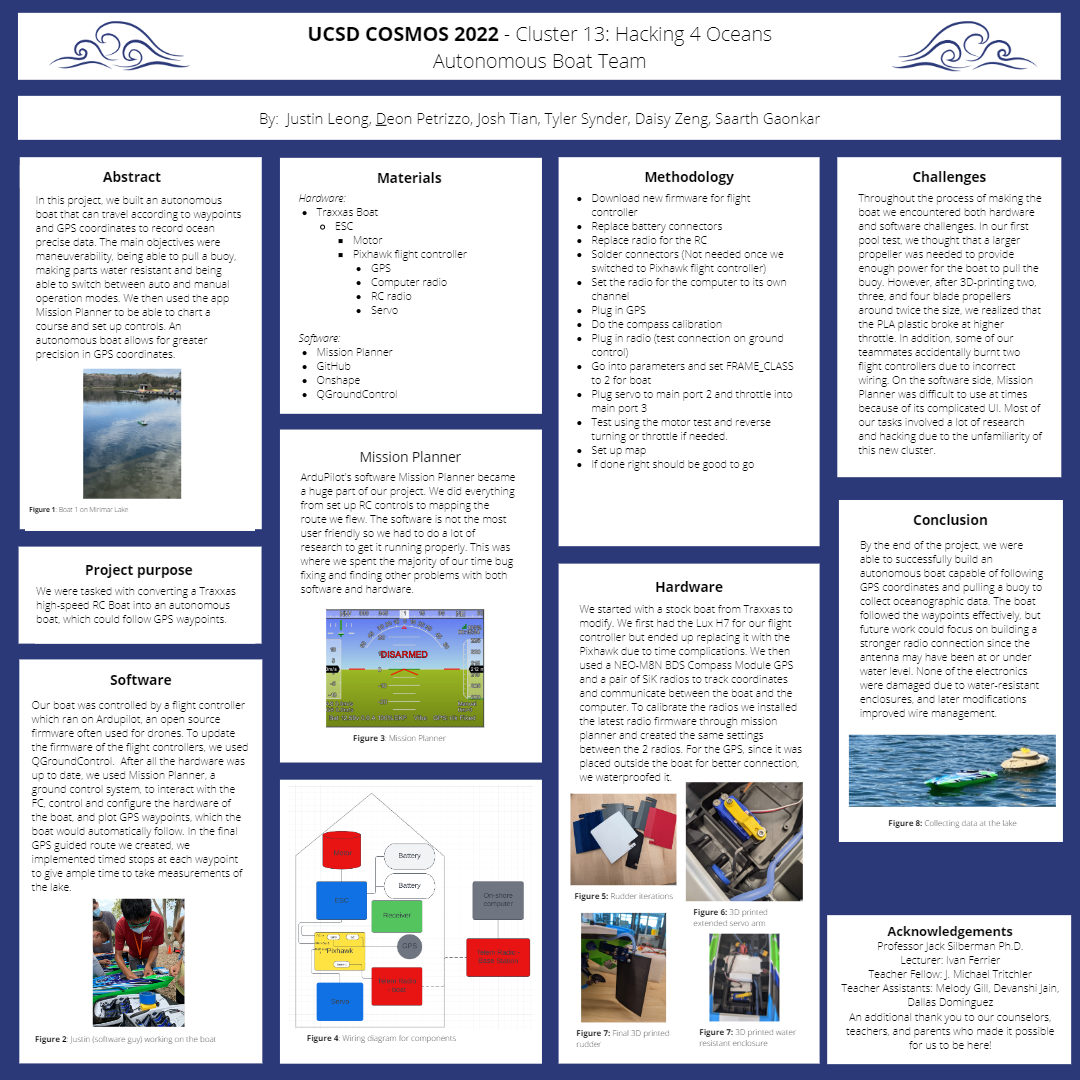 UCSD COSMOS 2022 - Cluster 13: Hacking 4 Oceans
Autonomous Boat Team
By: Justin Leong, Deon Petrizzo, Josh Tian, Tyler Synder, Daisy Zeng, Saarth Gaonkar
Abstract
In this project, we built an autonomous
boat that can travel according to waypoints
and GPS coordinates to record ocean
precise data. The main objectives were
maneuverability, being able to pull a buoy,
making parts water resistant and being
able to switch between auto and manual
operation modes. We then used the app
Mission Planner to be able to chart a
course and set up controls. An
autonomous boat allows for greater
precision in GPS coordinates.
Figure 1: Boat 1 on Mirimar Lake
Project purpose
We were tasked with converting a Traxxas
high-speed RC Boat into an autonomous
boat, which could follow GPS waypoints.
Software
Our boat was controlled by a flight controller
which ran on Ardupilot, an open source
firmware often used for drones. To update
the firmware of the flight controllers, we used
QGroundControl. After all the hardware was
up to date, we used Mission Planner, a
ground control system, to interact with the
FC, control and configure the hardware of
the boat, and plot GPS waypoints, which the
boat would automatically follow. In the final
GPS guided route we created, we
implemented timed stops at each waypoint
to give ample time to take measurements of
the lake.
Figure 2: Justin (software guy) working on the boat
Materials
Hardware:
• Traxxas Boat
○ ESC
■ Motor
■ Pixhawk flight controller
• GPS
• Computer radio
• RC radio
• Servo
Software:
• Mission Planner
• GitHub
• Onshape
• QGroundControl
Mission Planner
ArduPilot's software Mission Planner became
a huge part of our project. We did everything
from set up RC controls to mapping the
route we flew. The software is not the most
user friendly so we had to do a lot of
research to get it running properly. This was
where we spent the majority of our time bug
fixing and finding other problems with both
software and hardware.
DISARMED
Figure 3: Mission Planner
Motor
Battery
Battery
ESC
On-shore
computer
Receiver
Pixhawk
GPS
Servo
Figure 4: Wiring diagram for components
Methodology
• Download new firmware for flight
controller
• Replace battery connectors
• Replace radio for the RC
• Solder connectors (Not needed once we
switched to Pixhawk flight controller)
• Set the radio for the computer to its own
channel
• Plug in GPS
• Do the compass calibration
• Plug in radio (test connection on ground
control)
• Go into parameters and set FRAME_CLASS
to 2 for boat
• Plug servo to main port 2 and throttle into
main port 3
• Test using the motor test and reverse
turning or throttle if needed.
• Set up map
• If done right should be good to go
Hardware
We started with a stock boat from Traxxas to
modify. We first had the Lux H7 for our flight
controller but ended up replacing it with the
Pixhawk due to time complications. We then
used a NEO-M8N BDS Compass Module GPS
and a pair of SiK radios to track coordinates
and communicate between the boat and the
computer. To calibrate the radios we installed
the latest radio firmware through mission
planner and created the same settings
between the 2 radios. For the GPS, since it was
placed outside the boat for better connection,
we waterproofed it.
Figure 5: Rudder iterations
Figure 6: 3D printed
extended servo arm
Figure 7: Final 3D printed
rudder
Figure 7: 3D printed water
resistant enclosure
Challenges
Throughout the process of making the
boat we encountered both hardware
and software challenges. In our first
pool test, we thought that a larger
propeller was needed to provide
enough power for the boat to pull the
buoy. However, after 3D-printing two,
three, and four blade propellers
around twice the size, we realized that
the PLA plastic broke at higher
throttle. In addition, some of our
teammates accidentally burnt two
flight controllers due to incorrect
wiring. On the software side, Mission
Planner was difficult to use at times
because of its complicated UI. Most of
our tasks involved a lot of research
and hacking due to the unfamiliarity of
this new cluster.
Conclusion
By the end of the project, we were
able to successfully build an
autonomous boat capable of following
GPS coordinates and pulling a buoy to
collect oceanographic data. The boat
followed the waypoints effectively, but
future work could focus on building a
stronger radio connection since the
antenna may have been at or under
water level. None of the electronics
were damaged due to water-resistant
enclosures, and later modifications
improved wire management.
Figure 8: Collecting data at the lake
Acknowledgements
Professor Jack Silberman Ph.D.
Lecturer: Ivan Ferrier
Teacher Fellow: J. Michael Tritchler
Teacher Assistants: Melody Gill, Devanshi Jain,
Dallas Dominguez
An additional thank you to our counselors,
teachers, and parents who made it possible
for us to be here!